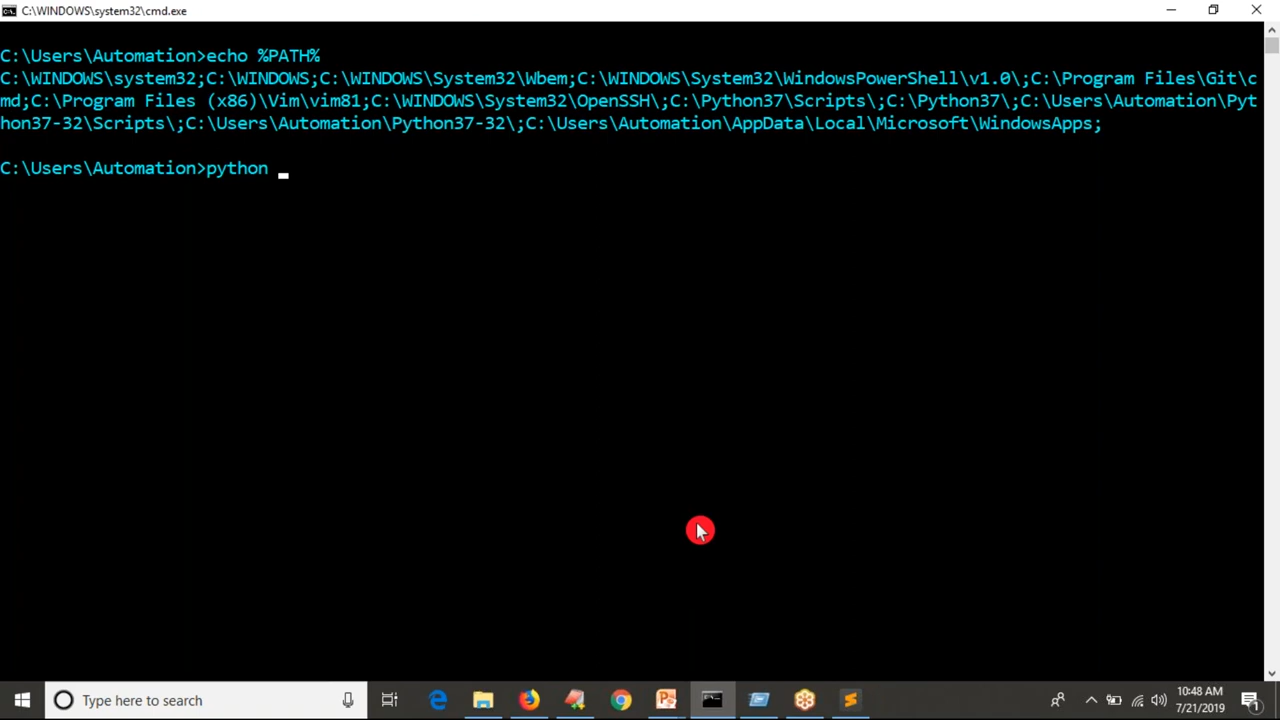 C:\WINDOWS\system32\cmd.exe
C:\Users\Automation>echo %PATH%
C:\WINDOWS\system32;C:\WINDOWS;C:\WINDOWS\System32\Wbem;C:\WINDOWS\System32\WindowsPowerShell\v1.0\;C:\Program Files\Git\c
md;C:\Program Files (x86)\Vim\vim81;C:\WINDOWS\System32\OpenSSH\;C:\Python37\Scripts\;C:\Python37\;C:\Users\Automation\Pyt
hon37-32\Scripts\;C:\Users\Automation\Python37-32\;C:\Users\Automation\AppData\Local\Microsoft\WindowsApps;
C:\Users\Automation>python _
Type here to search
10:48 AM
7/21/2019
1